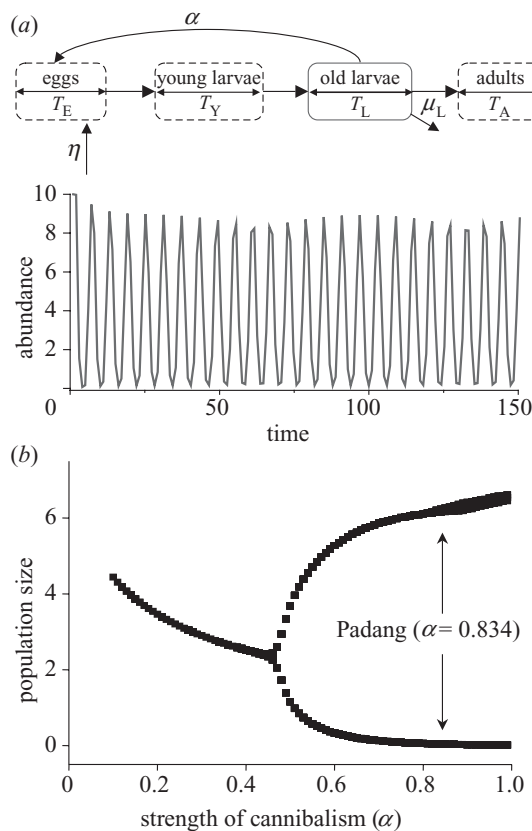 (a)
α
eggs young larvae old larvae adults
T_E T_Y T_L μ_L T_A
η
10
8
6
4
2
0
abundance
50 100 150
time
(b)
6
4
2
0
population size
Padang (α = 0.834)
0 0.2 0.4 0.6 0.8 1.0
strength of cannibalism (α)